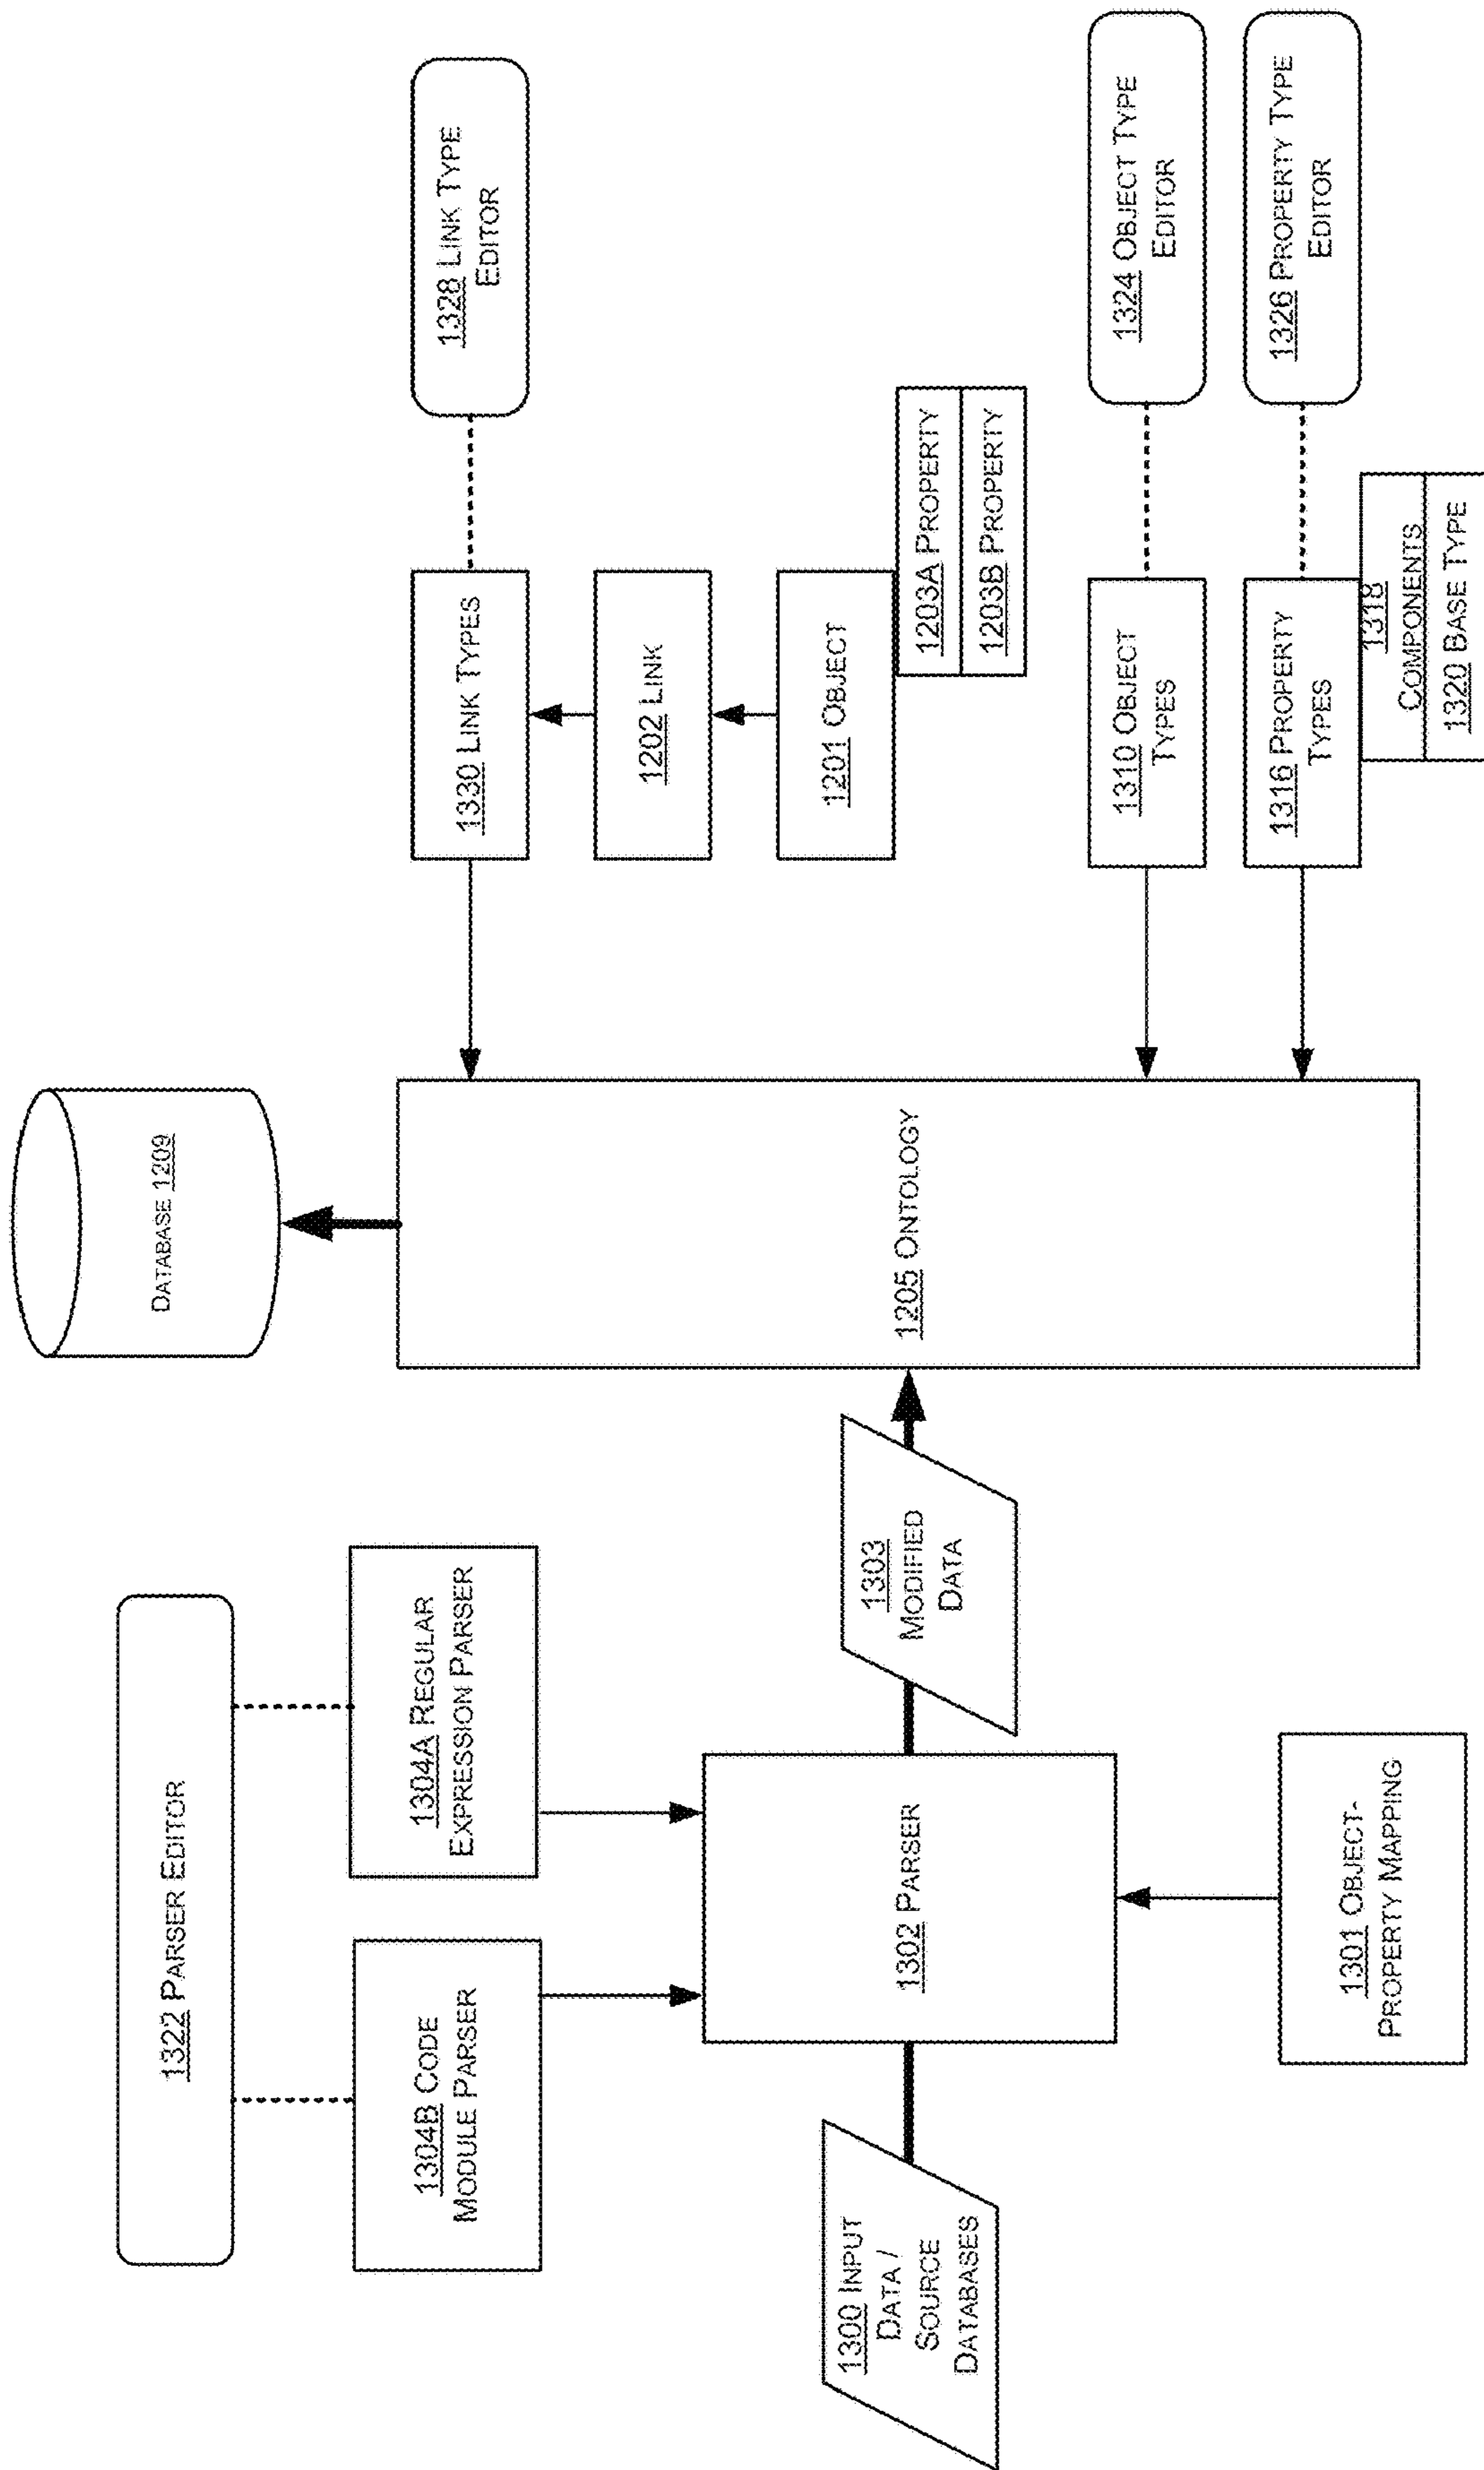 1322 PARSER EDITOR
1304B CODE
MODULE PARSER
1304A REGULAR
EXPRESSION PARSER
1300 INPUT
DATA /
SOURCE
DATABASES
1302 PARSER
1303
MODIFIED
DATA
1301 OBJECT-
PROPERTY MAPPING
DATABASE 1209
1205 ONTOLOGY
1330 LINK TYPES
1328 LINK TYPE
EDITOR
1202 LINK
1201 OBJECT
1203A PROPERTY
1203B PROPERTY
1310 OBJECT
TYPES
1324 OBJECT TYPE
EDITOR
1316 PROPERTY
TYPES
1326 PROPERTY TYPE
EDITOR
1318
COMPONENTS
1320 BASE TYPE